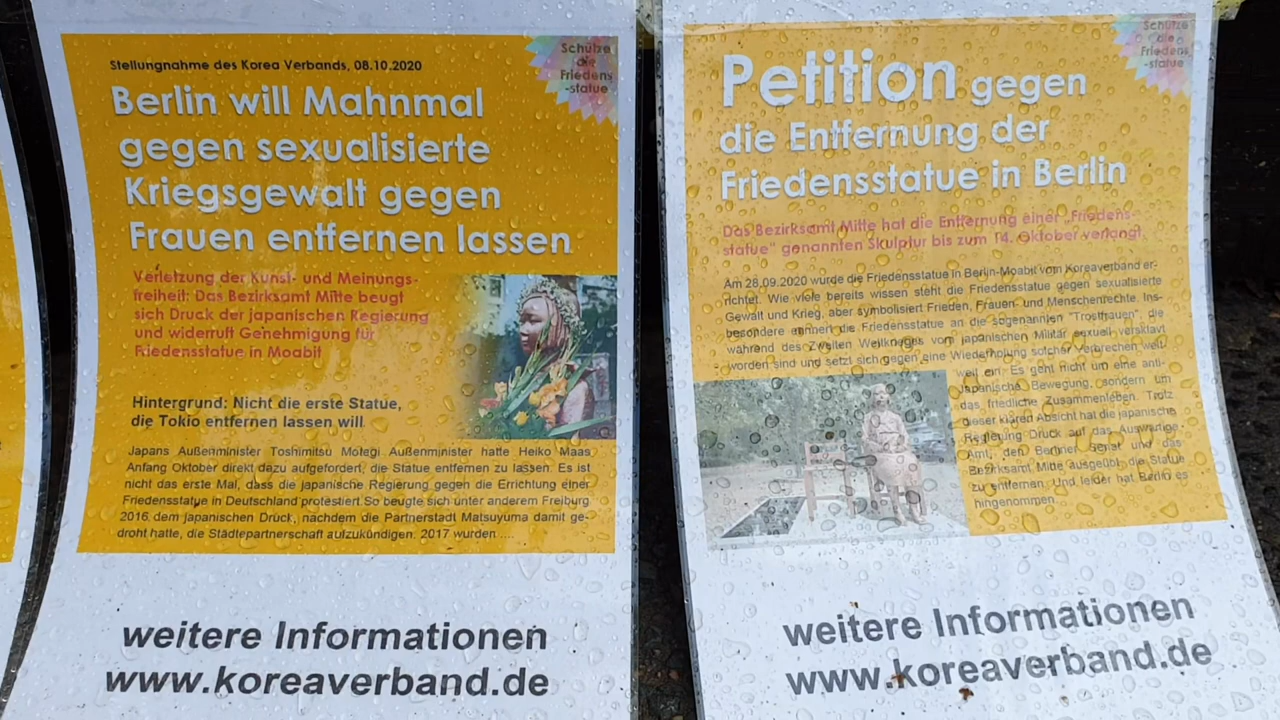 Stellungnahme des Korea Verbands, 08.10.2020
Schütze
die
Friedens
-statue
Berlin will Mahnmal
gegen sexualisierte
Kriegsgewalt gegen
Frauen entfernen lassen
Verletzung der Kunst- und Meinungs-
freiheit: Das Bezirksamt Mitte beugt
sich Druck der japanischen Regierung
und widerruft Genehmigung für
Friedensstatue in Moabit
Hintergrund: Nicht die erste Statue,
die Tokio entfernen lassen will
Japans Außenminister Toshimitsu Motegi Außenminister hatte Heiko Maas
Anfang Oktober direkt dazu aufgefordert, die Statue entfernen zu lassen. Es ist
nicht das erste Mal, dass die japanische Regierung gegen die Errichtung einer
Friedensstatue in Deutschland protestiert So beugte sich unter anderem Freiburg
2016 dem japanischen Druck, nachdem die Partnerstadt Matsuyuma damit ge-
droht hatte, die Städtepartnerschaft aufzukündigen. 2017 wurden ....
weitere Informationen
www.koreaverband.de
Schütze
die
Friedens
-statue
Petition gegen
die Entfernung der
Friedensstatue in Berlin
Das Bezirksamt Mitte hat die Entfernung einer „Friedens-
statue" genannten Skulptur bis zum 14. Oktober verlangt
Am 28.09.2020 wurde die Friedensstatue in Berlin-Moabit vom Koreaverband er-
richtet. Wie viele bereits wissen steht die Friedensstatue gegen sexualisierte
Gewalt und Krieg, aber symbolisiert Frieden, Frauen- und Menschenrechte. Ins-
besondere erinnert die Friedensstatue an die sogenannten "Trostfrauen", die
während des Zweiten Weltkrieges vom japanischen Militär sexuell versklavt
worden sind und setzt sich gegen eine Wiederholung solcher Verbrechen welt-
weit ein. Es geht nicht um eine anti-
japanische Bewegung, sondern um
das friedliche Zusammenleben. Trotz
dieser klaren Absicht hat die japanische
Regierung Druck auf das Auswärtige
Amt, den Berliner Senat und das
Bezirksamt Mitte ausgeübt, die Statue
zu entfernen. Und leider hat Berlin es
hingenommen.
weitere Informationen
www.koreaverband.de